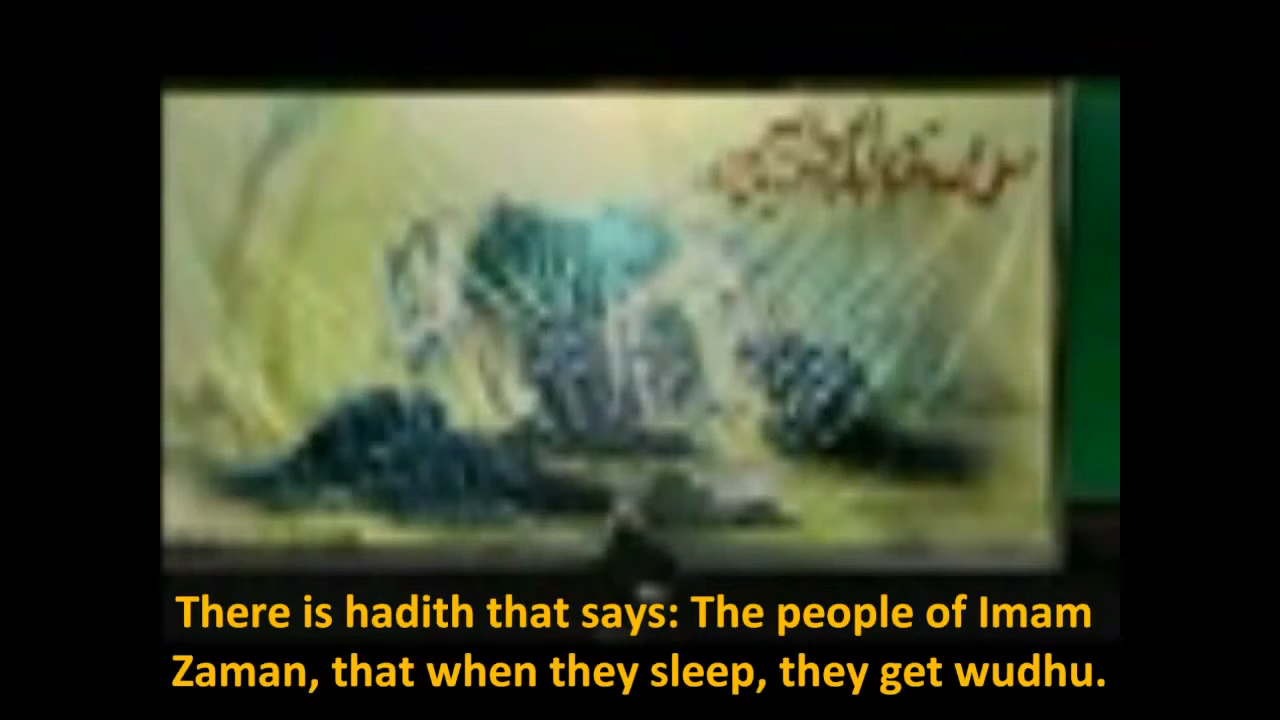 There is hadith that says: The people of Imam
Zaman, that when they sleep, they get wudhu.